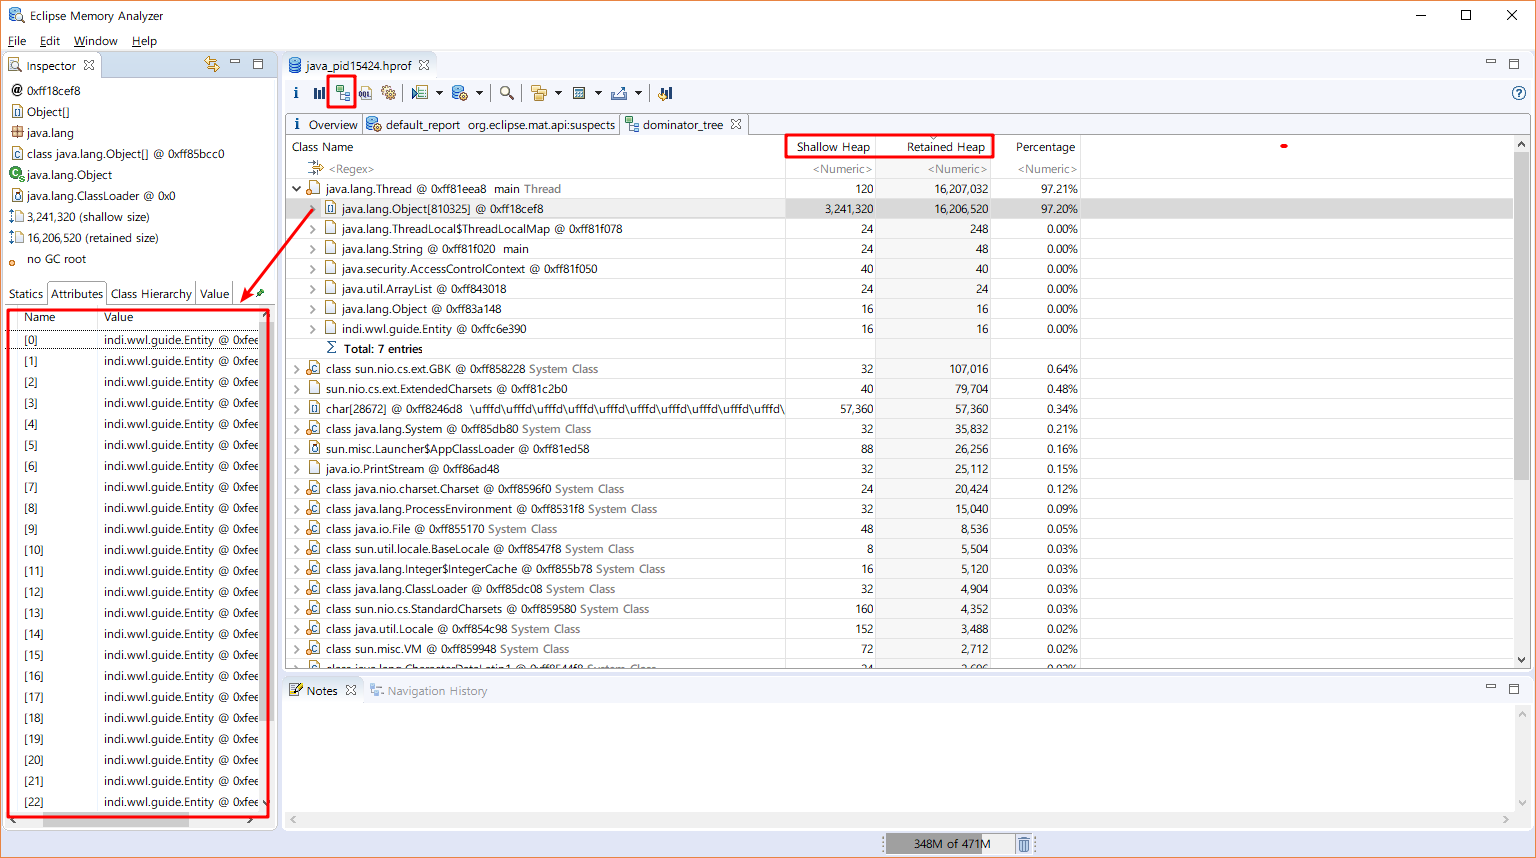 Eclipse Memory Analyzer
File Edit Window Help
Inspector
@ 0xff18cef8
Object[]
java.lang
class java.lang.Object[] @ 0xff85bcc0
java.lang.Object
java.lang.ClassLoader @ 0x0
3,241,320 (shallow size)
16,206,520 (retained size)
no GC root
Statics Attributes Class Hierarchy Value
Name Value
[0] indi.wwl.guide.Entity @ 0xfee
[1] indi.wwl.guide.Entity @ 0xfee
[2] indi.wwl.guide.Entity @ 0xfee
[3] indi.wwl.guide.Entity @ 0xfee
[4] indi.wwl.guide.Entity @ 0xfee
[5] indi.wwl.guide.Entity @ 0xfee
[6] indi.wwl.guide.Entity @ 0xfee
[7] indi.wwl.guide.Entity @ 0xfee
[8] indi.wwl.guide.Entity @ 0xfee
[9] indi.wwl.guide.Entity @ 0xfee
[10] indi.wwl.guide.Entity @ 0xfee
[11] indi.wwl.guide.Entity @ 0xfee
[12] indi.wwl.guide.Entity @ 0xfee
[13] indi.wwl.guide.Entity @ 0xfee
[14] indi.wwl.guide.Entity @ 0xfee
[15] indi.wwl.guide.Entity @ 0xfee
[16] indi.wwl.guide.Entity @ 0xfee
[17] indi.wwl.guide.Entity @ 0xfee
[18] indi.wwl.guide.Entity @ 0xfee
[19] indi.wwl.guide.Entity @ 0xfee
[20] indi.wwl.guide.Entity @ 0xfee
[21] indi.wwl.guide.Entity @ 0xfee
[22] indi.wwl.guide.Entity @ 0xfee
java_pid15424.hprof
i OQL
i Overview default_report org.eclipse.mat.api:suspects dominator_tree
Class Name Shallow Heap Retained Heap Percentage
<Regex> <Numeric> <Numeric> <Numeric>
java.lang.Thread @ 0xff81eea8 main Thread 120 16,207,032 97.21%
java.lang.Object[810325] @ 0xff18cef8 3,241,320 16,206,520 97.20%
java.lang.ThreadLocal$ThreadLocalMap @ 0xff81f078 24 248 0.00%
java.lang.String @ 0xff81f020 main 24 48 0.00%
java.security.AccessControlContext @ 0xff81f050 40 40 0.00%
java.util.ArrayList @ 0xff843018 24 24 0.00%
java.lang.Object @ 0xff83a148 16 16 0.00%
indi.wwl.guide.Entity @ 0xffc6e390 16 16 0.00%
Σ Total: 7 entries
class sun.nio.cs.ext.GBK @ 0xff858228 System Class 32 107,016 0.64%
sun.nio.cs.ext.ExtendedCharsets @ 0xff81c2b0 40 79,704 0.48%
char[28672] @ 0xff8246d8 \ufffd\ufffd\ufffd\ufffd\ufffd\ufffd\ufffd\ufffd\ufffd\ufffd\ 57,360 57,360 0.34%
class java.lang.System @ 0xff85db80 System Class 32 35,832 0.21%
sun.misc.Launcher$AppClassLoader @ 0xff81ed58 88 26,256 0.16%
java.io.PrintStream @ 0xff86ad48 32 25,112 0.15%
class java.nio.charset.Charset @ 0xff8596f0 System Class 24 20,424 0.12%
class java.lang.ProcessEnvironment @ 0xff8531f8 System Class 32 15,040 0.09%
class java.io.File @ 0xff855170 System Class 48 8,536 0.05%
class sun.util.locale.BaseLocale @ 0xff8547f8 System Class 8 5,504 0.03%
class java.lang.Integer$IntegerCache @ 0xff855b78 System Class 16 5,120 0.03%
class java.lang.ClassLoader @ 0xff85dc08 System Class 32 4,904 0.03%
class sun.nio.cs.StandardCharsets @ 0xff859580 System Class 160 4,352 0.03%
class java.util.Locale @ 0xff854c98 System Class 152 3,488 0.02%
class sun.misc.VM @ 0xff859948 System Class 72 2,712 0.02%
Notes Navigation History
348M of 471M